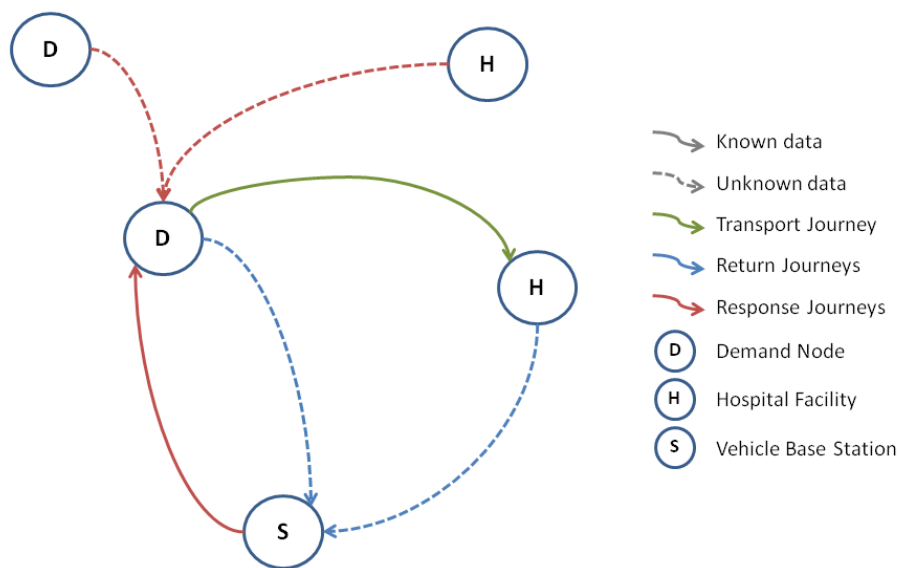 D
H
D
H
S
Known data
Unknown data
Transport Journey
Return Journeys
Response Journeys
D Demand Node
H Hospital Facility
S Vehicle Base Station